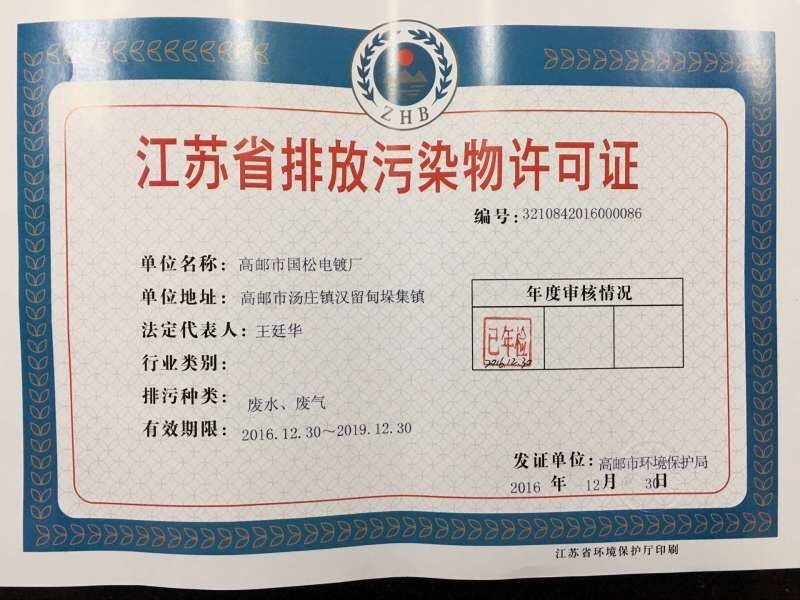 ZHB
江苏省排放污染物许可证
编号:3210842016000086
单位名称: 高邮市国松电镀厂
单位地址: 高邮市汤庄镇汉留甸垛集镇
法定代表人: 王廷华
行业类别:
排污种类: 废水、废气
有效期限: 2016.12.30～2019.12.30
年度审核情况
已年检
2016.12.30
发证单位: 高邮市环境保护局
2016 年 12月 30日
江苏省环境保护厅印刷